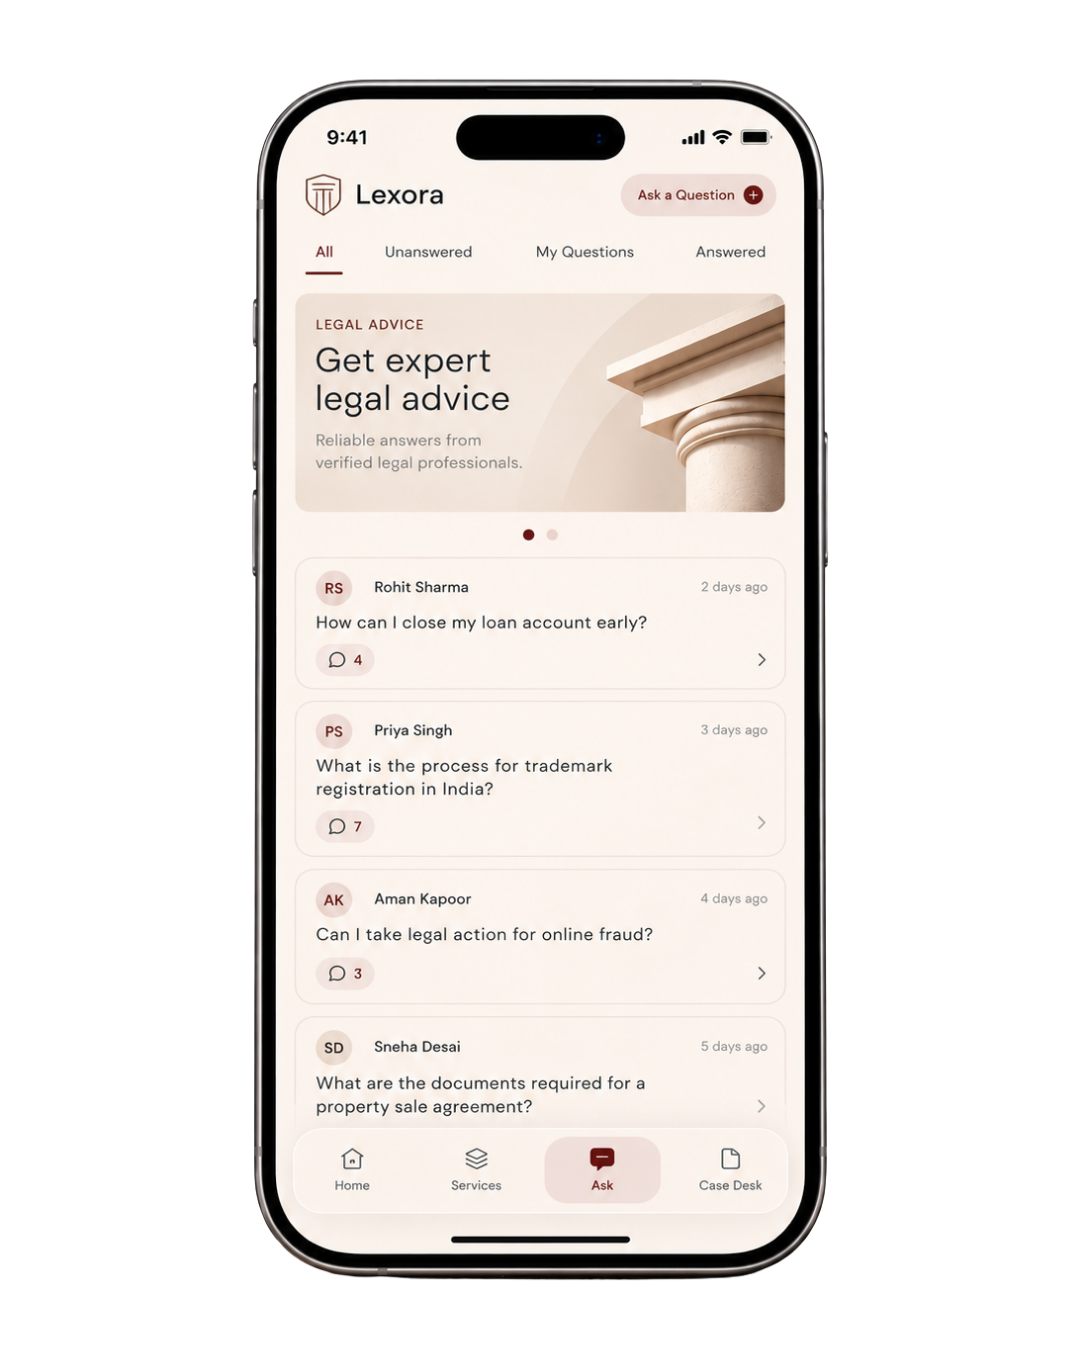 9:41
Lexora
Ask a Question
All
Unanswered
My Questions
Answered
LEGAL ADVICE
Get expert
legal advice
Reliable answers from
verified legal professionals.
RS
Rohit Sharma
2 days ago
How can I close my loan account early?
4
PS
Priya Singh
3 days ago
What is the process for trademark
registration in India?
7
AK
Aman Kapoor
4 days ago
Can I take legal action for online fraud?
3
SD
Sneha Desai
5 days ago
What are the documents required for a
property sale agreement?
Home
Services
Ask
Case Desk